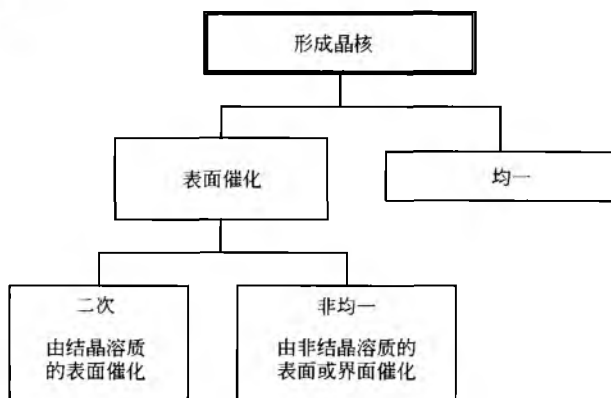 形成晶核
表面催化
均一
二次
由结晶溶质
的表面催化
非均一
由非结晶溶质的
表面或界面催化